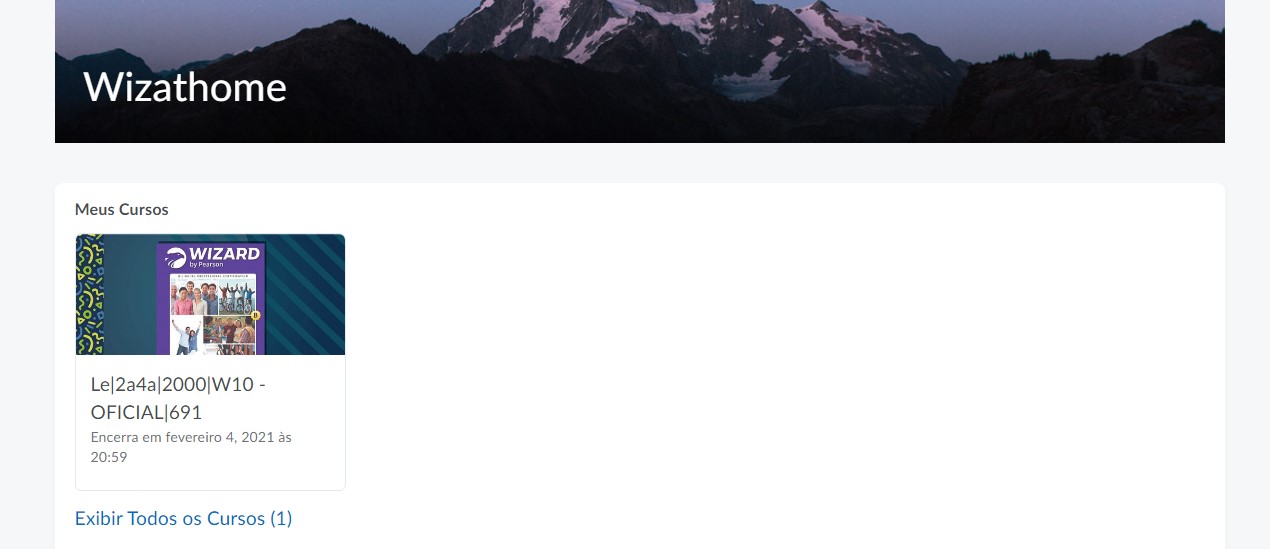 Wizathome
Meus Cursos
WIZARD
by Pearson
Le|2a4a|2000|W10 -
OFICIAL|691
Encerra em fevereiro 4, 2021 às
20:59
Exibir Todos os Cursos (1)